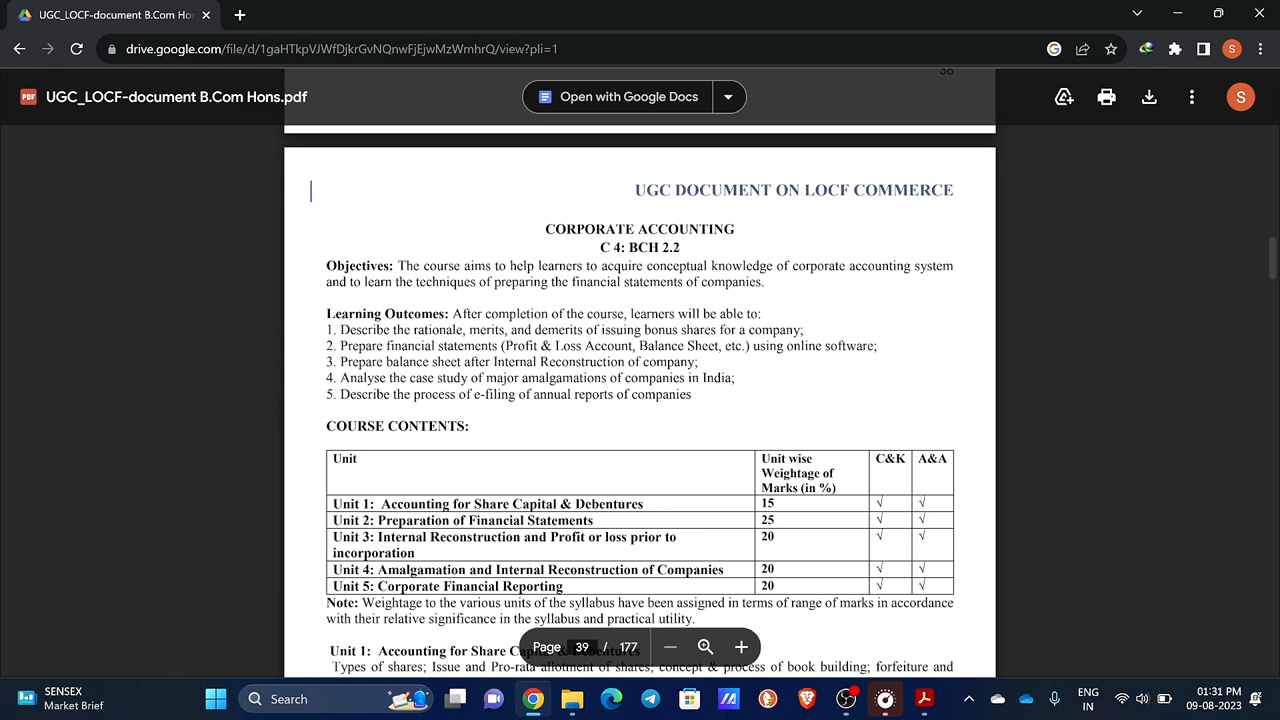 UGC_LOCF-document B.Com Hon
drive.google.com/file/d/1gaHTkpVJWfDjkrGvNQnwFjEjwMzWmhrQ/view?pli=1
S
38
PDF UGC_LOCF-document B.Com Hons.pdf
Open with Google Docs
S
UGC DOCUMENT ON LOCF COMMERCE
CORPORATE ACCOUNTING
C 4: BCH 2.2
Objectives: The course aims to help learners to acquire conceptual knowledge of corporate accounting system
and to learn the techniques of preparing the financial statements of companies.
Learning Outcomes: After completion of the course, learners will be able to:
1. Describe the rationale, merits, and demerits of issuing bonus shares for a company;
2. Prepare financial statements (Profit & Loss Account, Balance Sheet, etc.) using online software;
3. Prepare balance sheet after Internal Reconstruction of company;
4. Analyse the case study of major amalgamations of companies in India;
5. Describe the process of e-filing of annual reports of companies
COURSE CONTENTS:
Unit Unit wise C&K A&A
Weightage of
Marks (in %)
Unit 1: Accounting for Share Capital & Debentures 15 √ √
Unit 2: Preparation of Financial Statements 25 √ √
Unit 3: Internal Reconstruction and Profit or loss prior to 20 √ √
incorporation
Unit 4: Amalgamation and Internal Reconstruction of Companies 20 √ √
Unit 5: Corporate Financial Reporting 20 √ √
Note: Weightage to the various units of the syllabus have been assigned in terms of range of marks in accordance
with their relative significance in the syllabus and practical utility.
Page 39 / 177
Unit 1: Accounting for Share Capital & Debentures
Types of shares; Issue and Pro-rata allotment of shares; concept & process of book building; forfeiture and
SENSEX
Market Brief
Search
ENG
IN
01:31 PM
09-08-2023